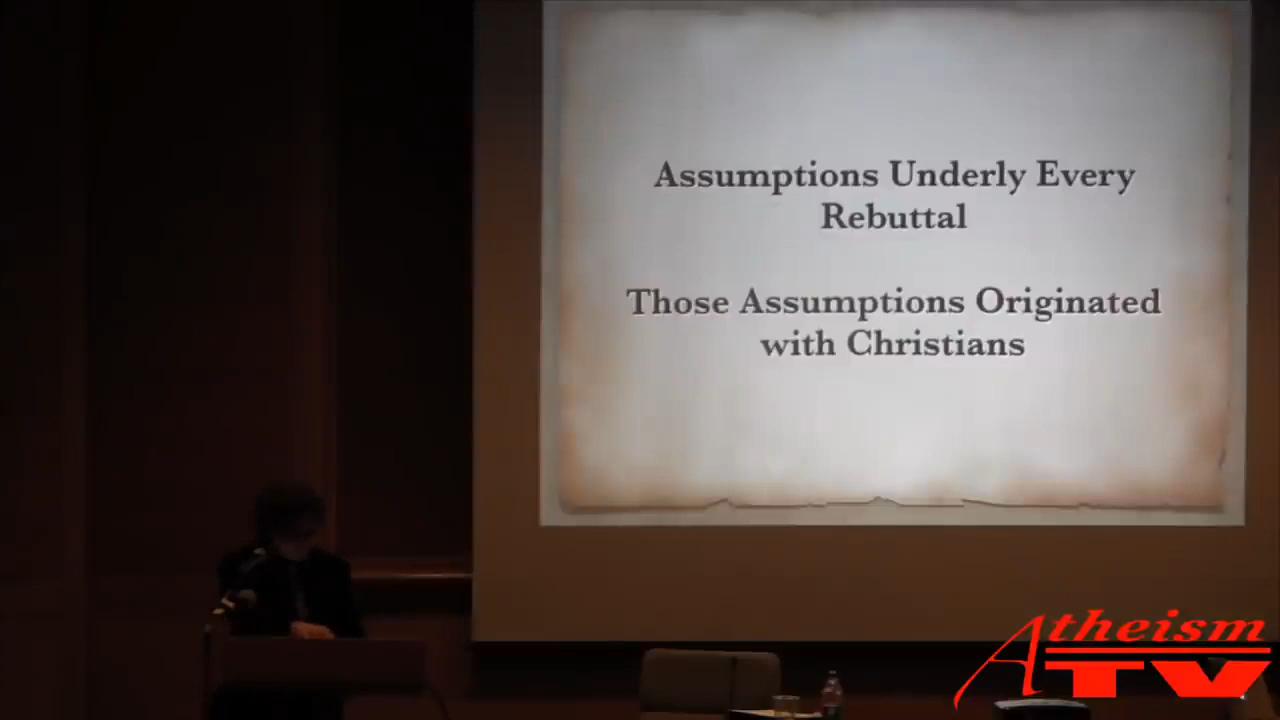 Assumptions Underly Every
Rebuttal
Those Assumptions Originated
with Christians
Atheism
TV